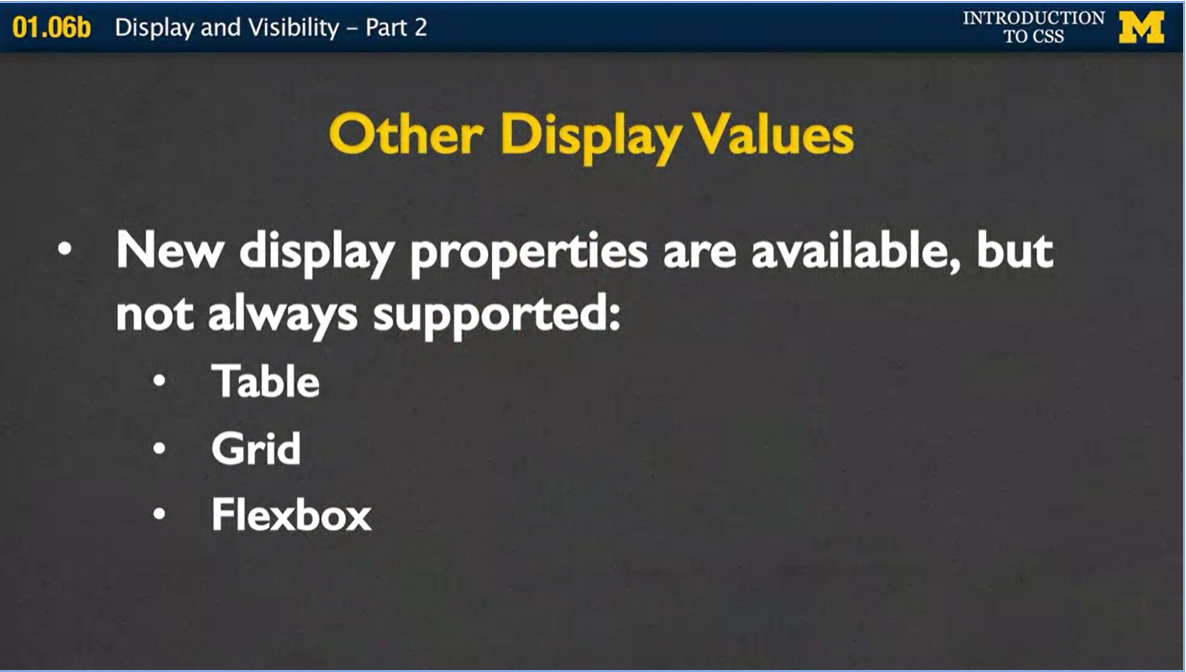 01.06b Display and Visibility – Part 2
INTRODUCTION
TO CSS
M
Other Display Values
• New display properties are available, but
not always supported:
• Table
• Grid
• Flexbox